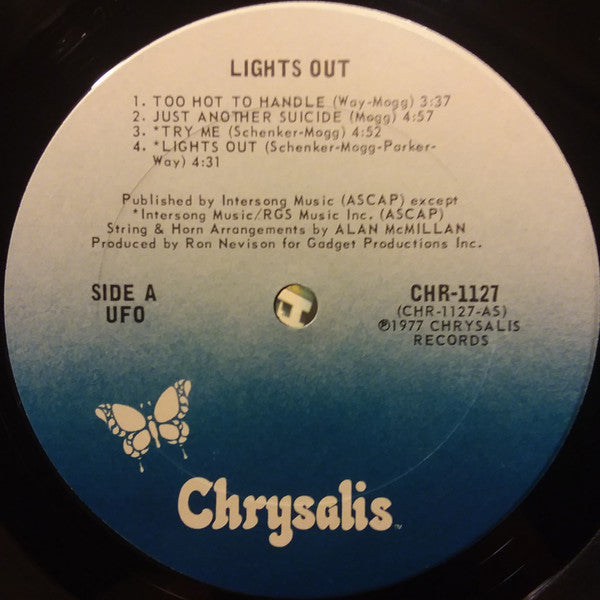 LIGHTS OUT
1. TOO HOT TO HANDLE (Way-Mogg) 3:37
2. JUST ANOTHER SUICIDE (Mogg) 4:57
3. *TRY ME (Schenker-Mogg) 4:52
4. *LIGHTS OUT (Schenker-Mogg-Parker-
Way) 4:31
Published by Intersong Music (ASCAP) except
*Intersong Music/RGS Music Inc. (ASCAP)
String & Horn Arrangements by ALAN McMILLAN
Produced by Ron Nevison for Gadget Productions Inc.
SIDE A
UFO
CHR-1127
(CHR-1127-AS)
℗1977 CHRYSALIS
RECORDS
Chrysalis™